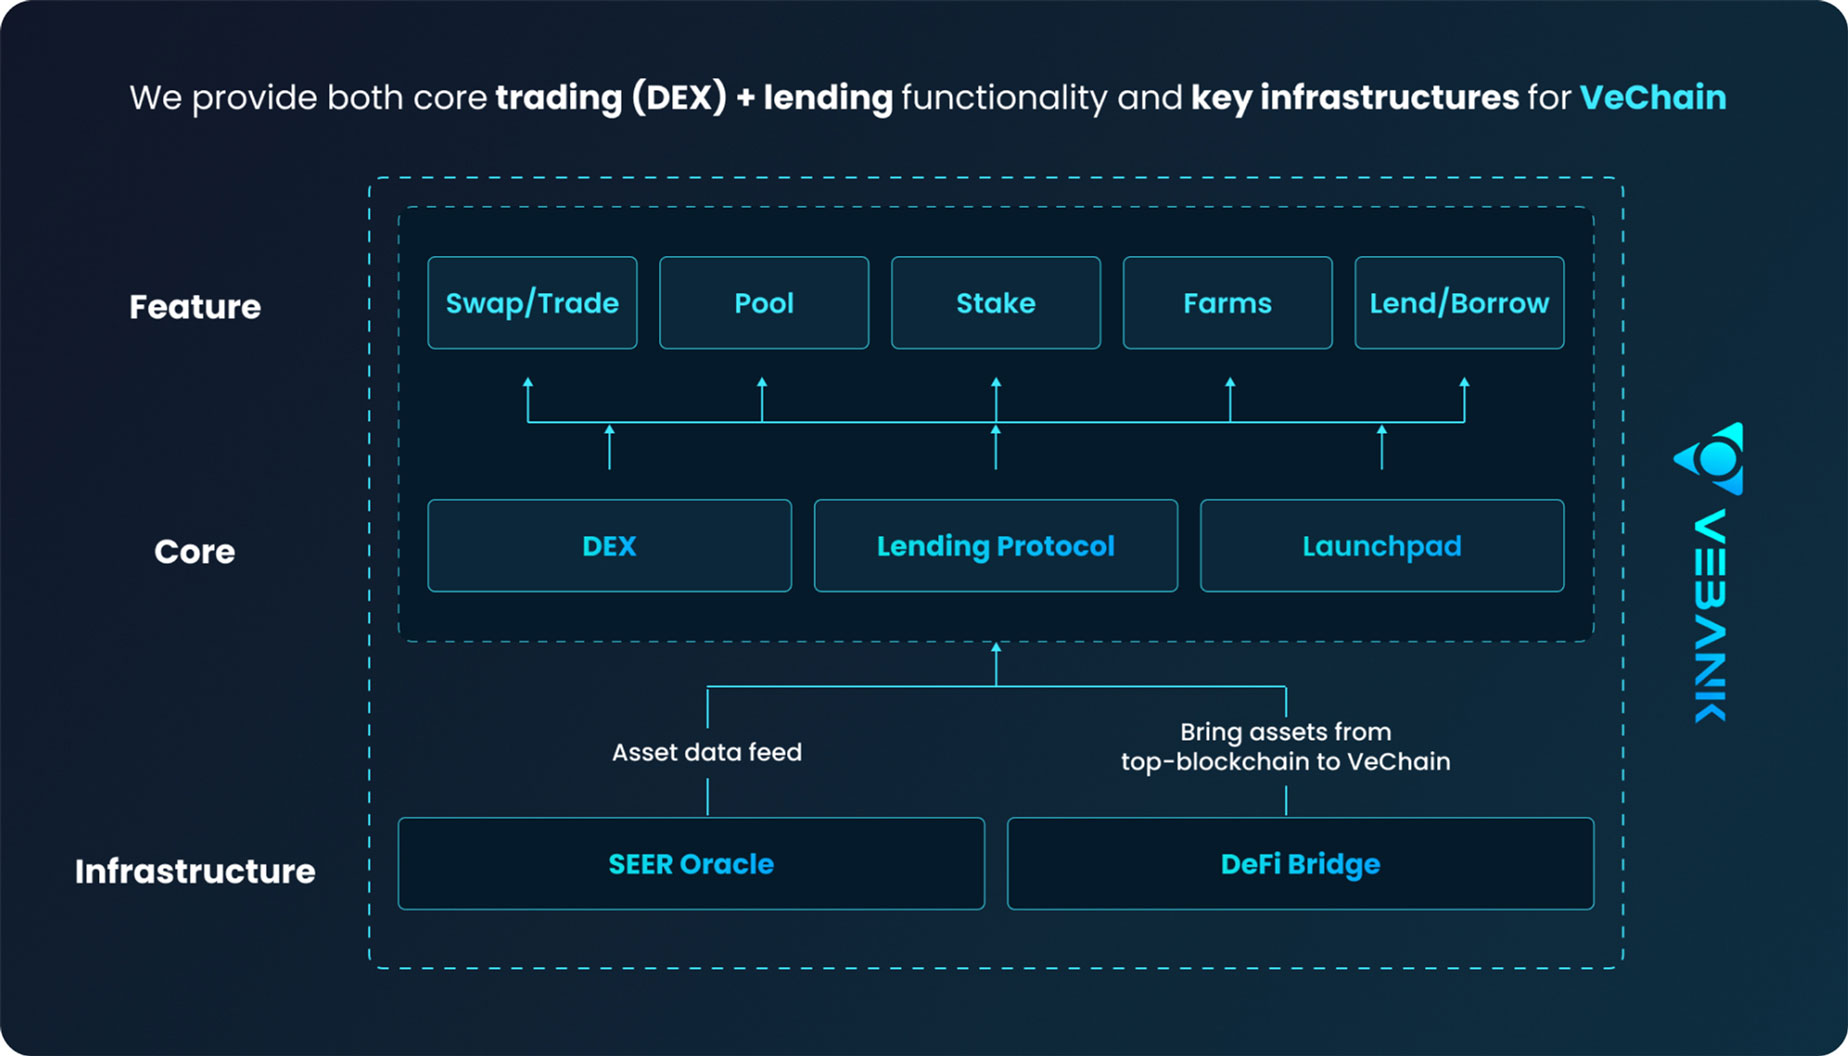 We provide both core trading (DEX) + lending functionality and key infrastructures for VeChain
Feature
Swap/Trade
Pool
Stake
Farms
Lend/Borrow
Core
DEX
Lending Protocol
Launchpad
VEBANK
Asset data feed
Bring assets from
top-blockchain to VeChain
Infrastructure
SEER Oracle
DeFi Bridge